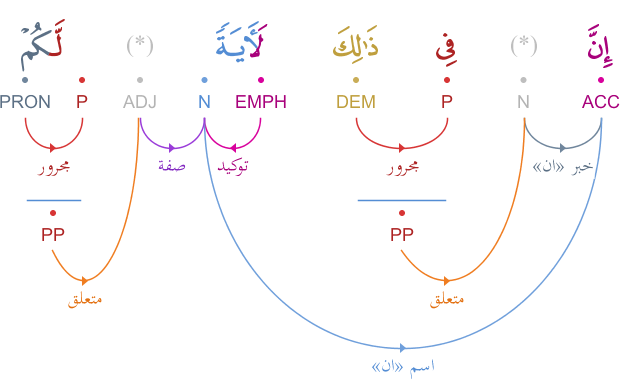 إِنَّ (*) فِى ذَٰلِكَ لَـَٔايَةً (*) لَّكُمْ
ACC N P DEM EMPH N ADJ P PRON
خبر «ان» مجرور توكيد صفة مجرور
PP PP
متعلق متعلق
اسم «ان»